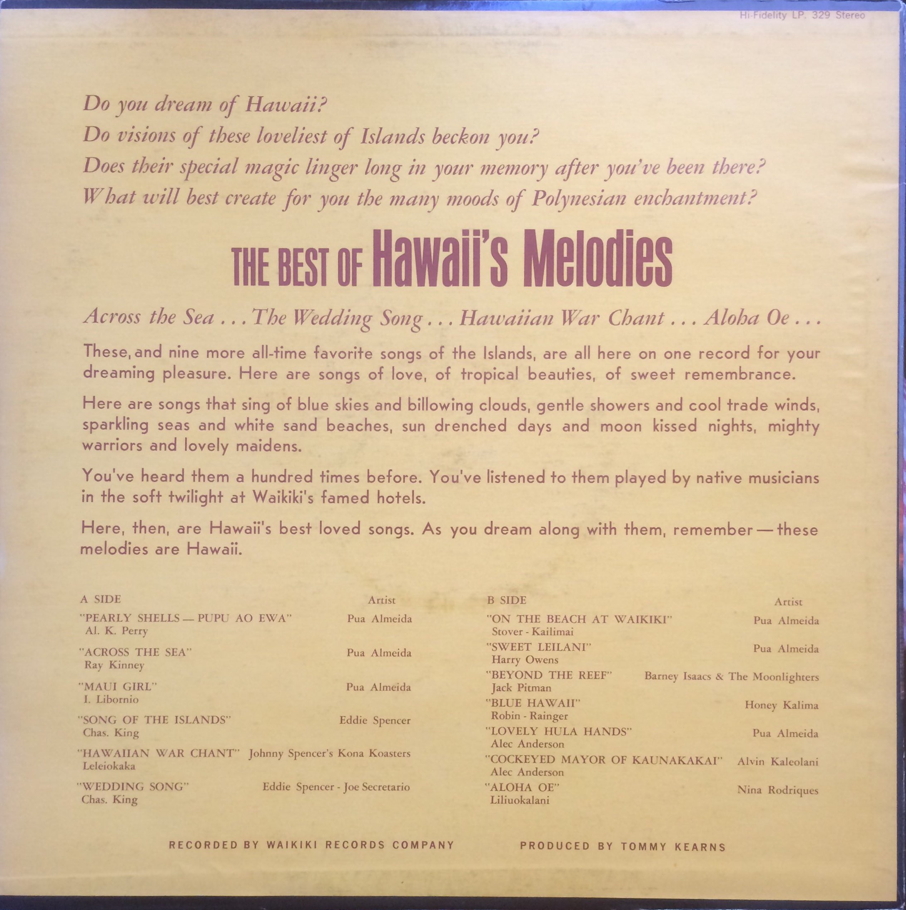 Hi-Fidelity LP. 329 Stereo
Do you dream of Hawaii?
Do visions of these loveliest of Islands beckon you?
Does their special magic linger long in your memory after you've been there?
What will best create for you the many moods of Polynesian enchantment?
THE BEST OF Hawaii's Melodies
Across the Sea . . . The Wedding Song . . . Hawaiian War Chant . . . Aloha Oe . . .
These, and nine more all-time favorite songs of the Islands, are all here on one record for your
dreaming pleasure. Here are songs of love, of tropical beauties, of sweet remembrance.
Here are songs that sing of blue skies and billowing clouds, gentle showers and cool trade winds,
sparkling seas and white sand beaches, sun drenched days and moon kissed nights, mighty
warriors and lovely maidens.
You've heard them a hundred times before. You've listened to them played by native musicians
in the soft twilight at Waikiki's famed hotels.
Here, then, are Hawaii's best loved songs. As you dream along with them, remember — these
melodies are Hawaii.
A SIDE Artist
"PEARLY SHELLS — PUPU AO EWA" Pua Almeida
Al. K. Perry
"ACROSS THE SEA" Pua Almeida
Ray Kinney
"MAUI GIRL" Pua Almeida
I. Libornio
"SONG OF THE ISLANDS" Eddie Spencer
Chas. King
"HAWAIIAN WAR CHANT" Johnny Spencer's Kona Koasters
Leleiokaka
"WEDDING SONG" Eddie Spencer - Joe Secretario
Chas. King
B SIDE Artist
"ON THE BEACH AT WAIKIKI" Pua Almeida
Stover - Kailimai
"SWEET LEILANI" Pua Almeida
Harry Owens
"BEYOND THE REEF" Barney Isaacs & The Moonlighters
Jack Pitman
"BLUE HAWAII" Honey Kalima
Robin - Rainger
"LOVELY HULA HANDS" Pua Almeida
Alec Anderson
"COCKEYED MAYOR OF KAUNAKAKAI" Alvin Kaleolani
Alec Anderson
"ALOHA OE" Nina Rodriques
Liliuokalani
RECORDED BY WAIKIKI RECORDS COMPANY PRODUCED BY TOMMY KEARNS